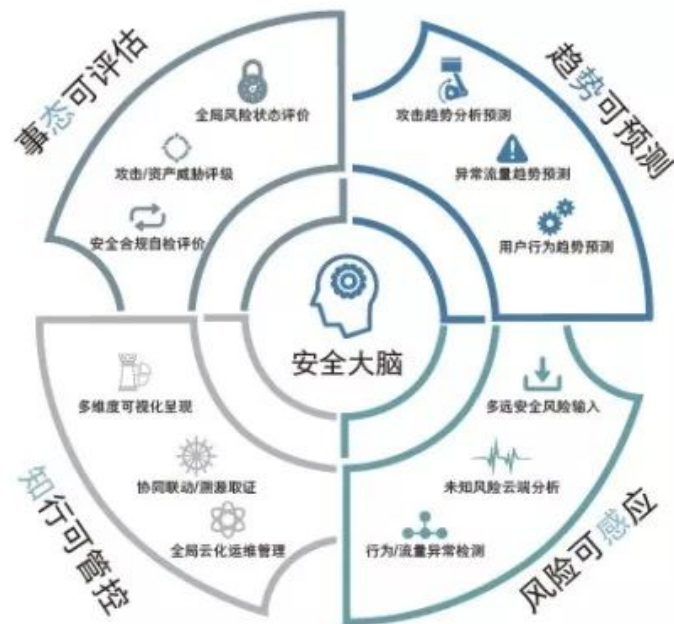 事态可评估
全局风险状态评价
攻击/资产威胁评级
安全合规自检评价
趋势可预测
攻击趋势分析预测
异常流量趋势预测
用户行为趋势预测
安全大脑
多维度可视化呈现
协同联动/溯源取证
全局云化运维管理
知行可管控
多远安全风险输入
未知风险云端分析
行为/流量异常检测
风险可感应